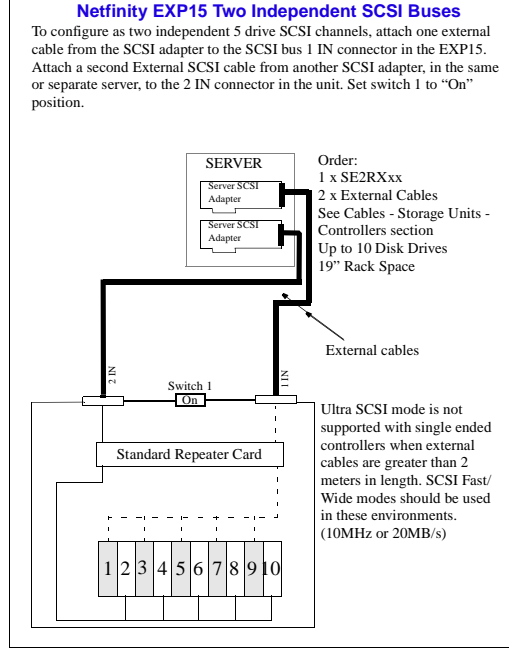 Netfinity EXP15 Two Independent SCSI Buses
To configure as two independent 5 drive SCSI channels, attach one external
cable from the SCSI adapter to the SCSI bus 1 IN connector in the EXP15.
Attach a second External SCSI cable from another SCSI adapter, in the same
or separate server, to the 2 IN connector in the unit. Set switch 1 to “On”
position.
SERVER
Server SCSI
Adapter
Server SCSI
Adapter
Order:
1 x SE2RXxx
2 x External Cables
See Cables - Storage Units -
Controllers section
Up to 10 Disk Drives
19” Rack Space
External cables
2 IN
Switch 1
On
1 IN
Standard Repeater Card
Ultra SCSI mode is not
supported with single ended
controllers when external
cables are greater than 2
meters in length. SCSI Fast/
Wide modes should be used
in these environments.
(10MHz or 20MB/s)
1 2 3 4 5 6 7 8 9 10